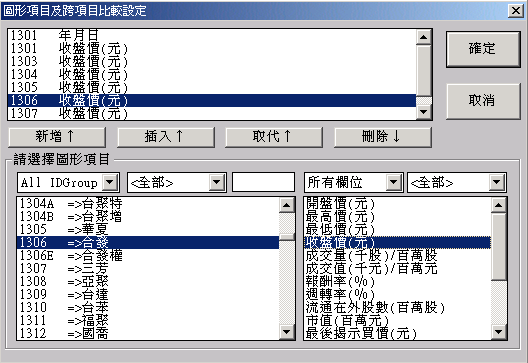 圖形項目及跨項目比較設定
1301 年月日
1301 收盤價(元)
1303 收盤價(元)
1304 收盤價(元)
1305 收盤價(元)
1306 收盤價(元)
1307 收盤價(元)
確定
取消
新增↑ 插入↑ 取代↑ 刪除↓
請選擇圖形項目
All IDGroup <全部> 所有欄位 <全部>
1304A =>台聚特
1304B =>台聚增
1305 =>華夏
1306 =>合發
1306E =>合發權
1307 =>三芳
1308 =>亞聚
1309 =>台達
1310 =>台苯
1311 =>福聚
1312 =>國喬
開盤價(元)
最高價(元)
最低價(元)
收盤價(元)
成交量(千股)/百萬股
成交值(千元)/百萬元
報酬率(%)
週轉率(%)
流通在外股數(百萬股)
市值(百萬元)
最後揭示買價(元)